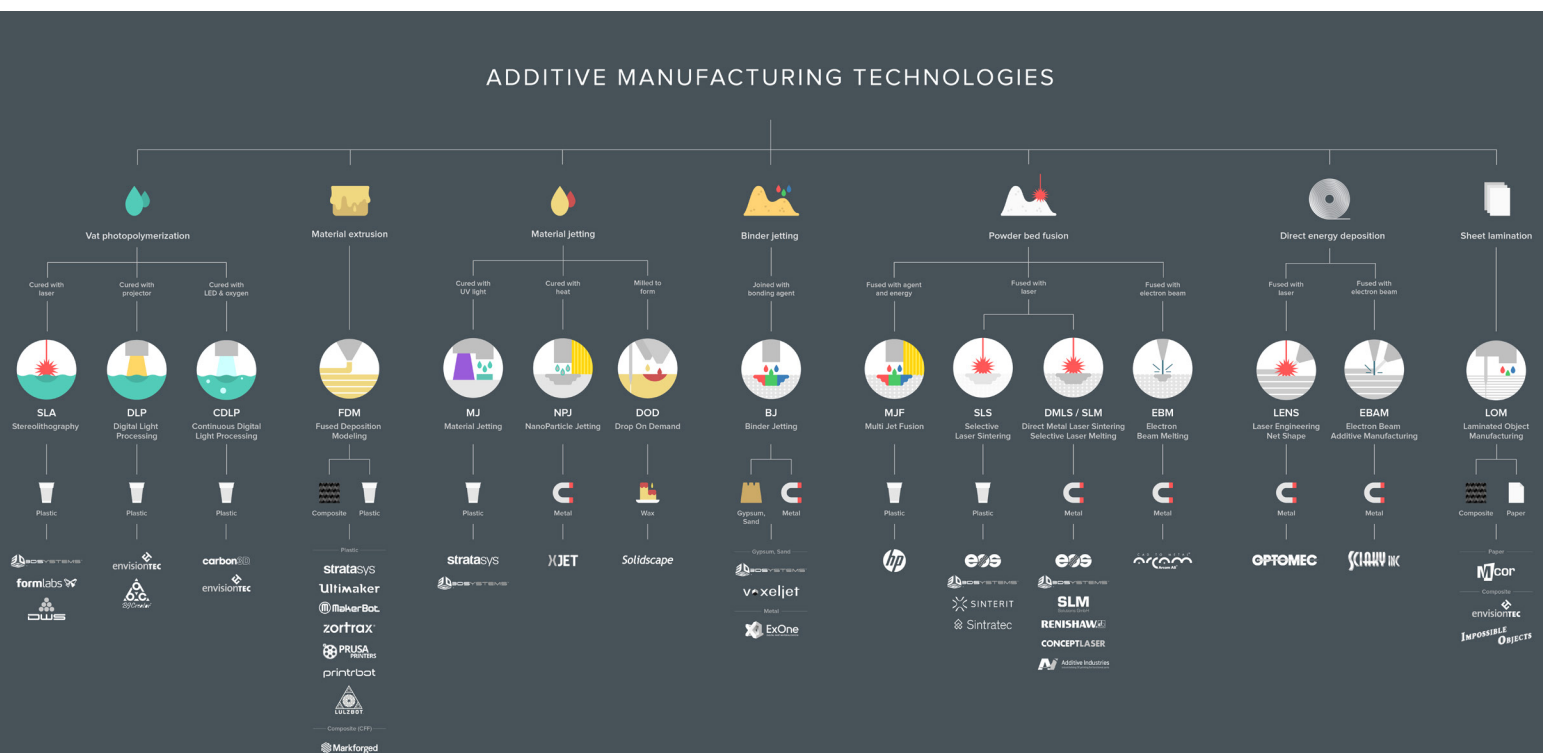 ADDITIVE MANUFACTURING TECHNOLOGIES
Vat photopolymerization
Material extrusion
Material jetting
Binder jetting
Powder bed fusion
Direct energy deposition
Sheet lamination
Cured with
laser
Cured with
projector
Cured with
LED & oxygen
Cured with
UV light
Cured with
heat
Milled to
form
Joined with
bonding agent
Fused with agent
and energy
Fused with
laser
Fused with
electron beam
Fused with
laser
Fused with
electron beam
SLA
Stereolithography
DLP
Digital Light
Processing
CDLP
Continuous Digital
Light Processing
FDM
Fused Deposition
Modeling
MJ
Material Jetting
NPJ
NanoParticle Jetting
DOD
Drop On Demand
BJ
Binder Jetting
MJF
Multi Jet Fusion
SLS
Selective
Laser Sintering
DMLS / SLM
Direct Metal Laser Sintering
Selective Laser Melting
EBM
Electron
Beam Melting
LENS
Laser Engineering
Net Shape
EBAM
Electron Beam
Additive Manufacturing
LOM
Laminated Object
Manufacturing
Plastic
Plastic
Plastic
Composite
Plastic
Plastic
Metal
Wax
Gypsum,
Sand
Metal
Plastic
Plastic
Metal
Metal
Metal
Metal
Composite
Paper
3DSYSTEMS
formlabs
DWS
envisionTEC
carbon3D
envisionTEC
Plastic
stratasys
Ultimaker
MakerBot
zortrax
PRUSA
PRINTERS
printrbot
LULZBOT
Composite (CFF)
Markforged
stratasys
3DSYSTEMS
XJET
Solidscape
Gypsum, Sand
3DSYSTEMS
voxeljet
Metal
ExOne
hp
eos
3DSYSTEMS
SINTERIT
Sintratec
eos
3DSYSTEMS
SLM
RENISHAW
CONCEPTLASER
Additive Industries
arcam
OPTOMEC
SCIAKY INC
Paper
Mcor
Composite
envisionTEC
IMPOSSIBLE
OBJECTS